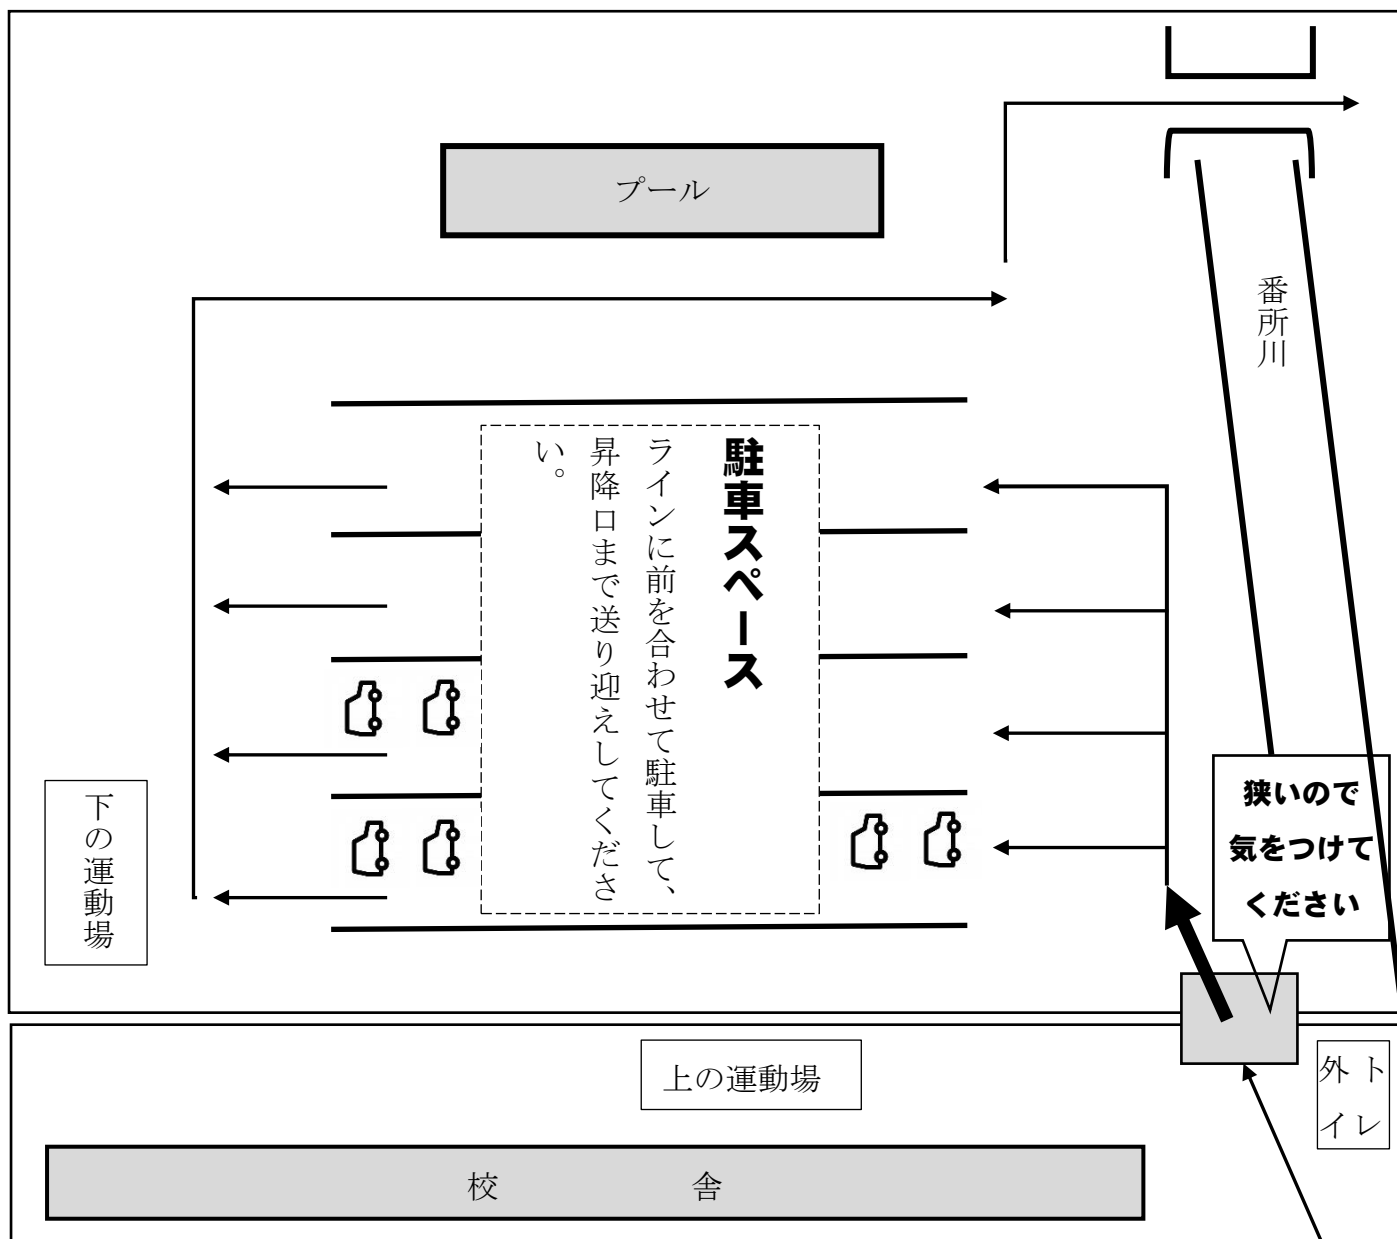 プール
番所川
駐車スペース
ラインに前を合わせて駐車して、
昇降口まで送り迎えしてくださ
い。
狭いので
気をつけて
ください
下の運動場
上の運動場
外ト
イレ
校　　舎